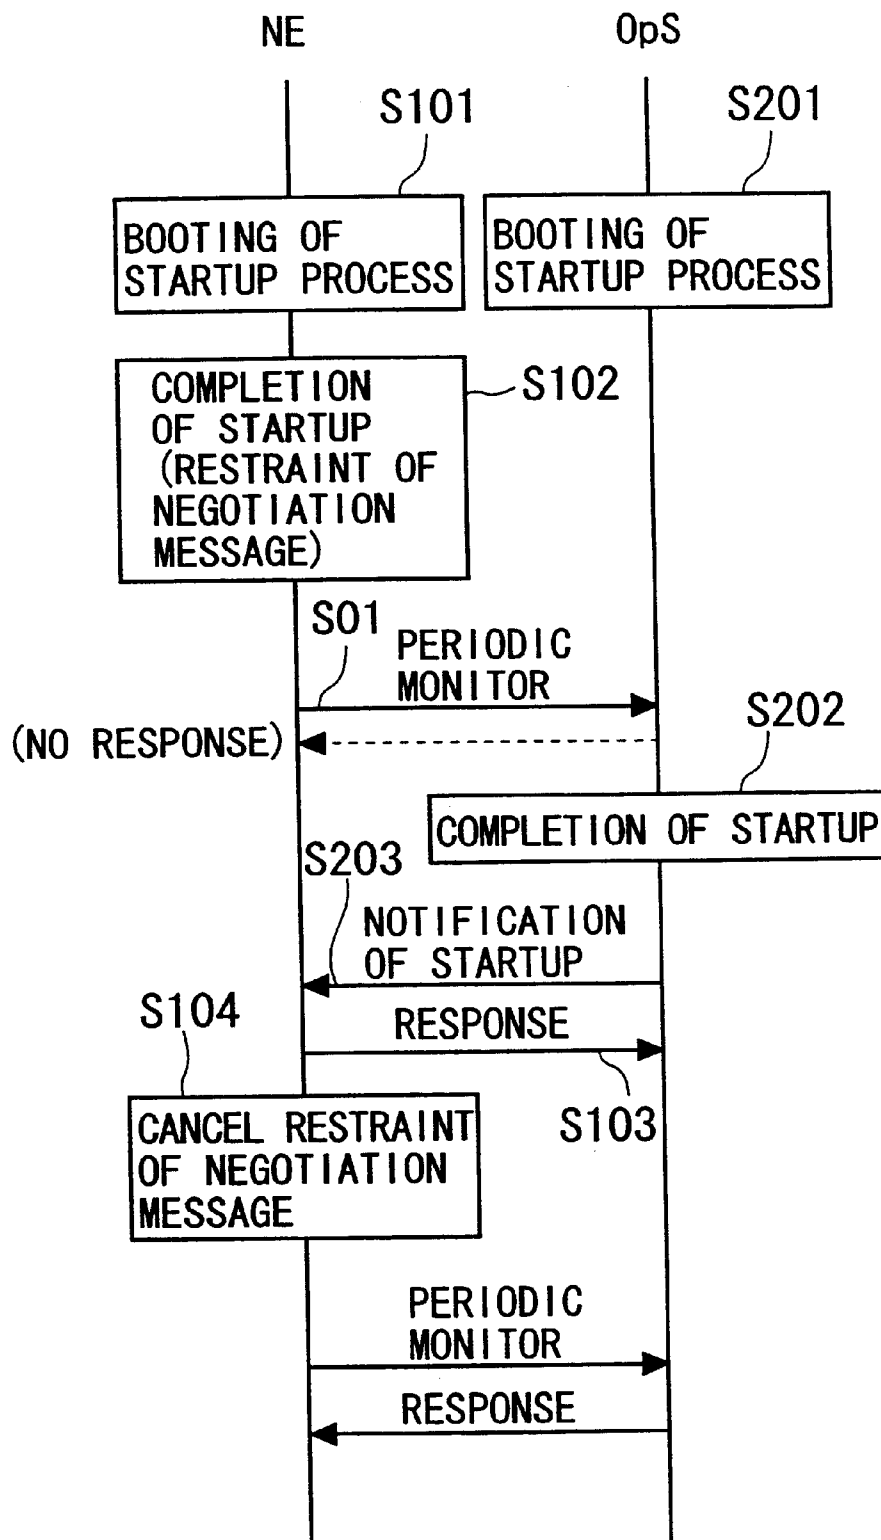 NE
OpS
S101
S201
BOOTING OF
STARTUP PROCESS
BOOTING OF
STARTUP PROCESS
COMPLETION
OF STARTUP
(RESTRAINT OF
NEGOTIATION
MESSAGE)
S102
S01
PERIODIC
MONITOR
(NO RESPONSE)
S202
COMPLETION OF STARTUP
S203
NOTIFICATION
OF STARTUP
S104
RESPONSE
S103
CANCEL RESTRAINT
OF NEGOTIATION
MESSAGE
PERIODIC
MONITOR
RESPONSE